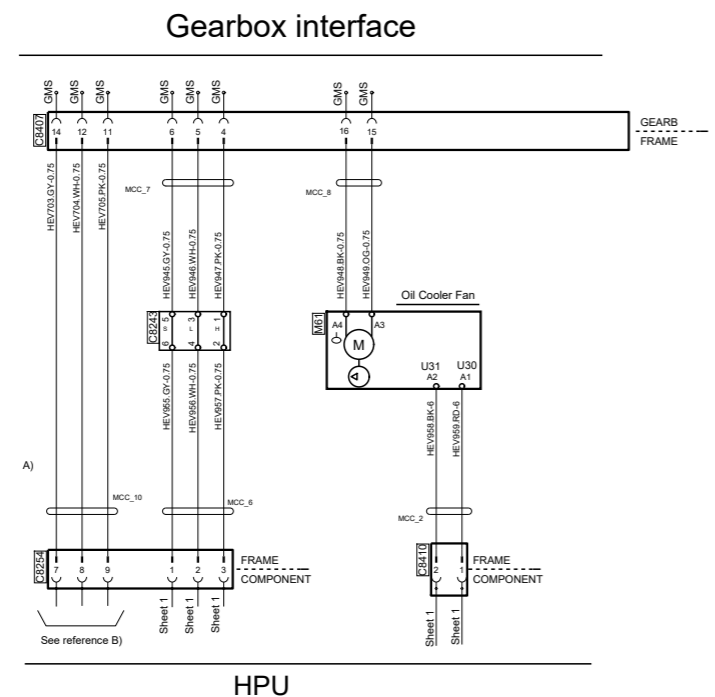 Gearbox interface
GMS GMS GMS GMS GMS GMS GMS GMS
C8407
14 12 11 6 5 4 16 15
GEARB
FRAME
HEV703.GY-0.75
HEV704.WH-0.75
HEV705.PK-0.75
MCC_7
MCC_8
HEV945.GY-0.75
HEV946.WH-0.75
HEV947.PK-0.75
HEV948.BK-0.75
HEV949.OG-0.75
Oil Cooler Fan
C8243
5 3 1
S L H
6 4 2
M61
A4 A3
M
U31 U30
A2 A1
HEV955.GY-0.75
HEV956.WH-0.75
HEV957.PK-0.75
HEV958.BK-6
HEV959.RD-6
A)
MCC_10
MCC_6
MCC_2
C8254
7 8 9 1 2 3
FRAME
COMPONENT
C8410
2 1
FRAME
COMPONENT
See reference B)
Sheet 1
Sheet 1
Sheet 1
Sheet 1
Sheet 1
HPU